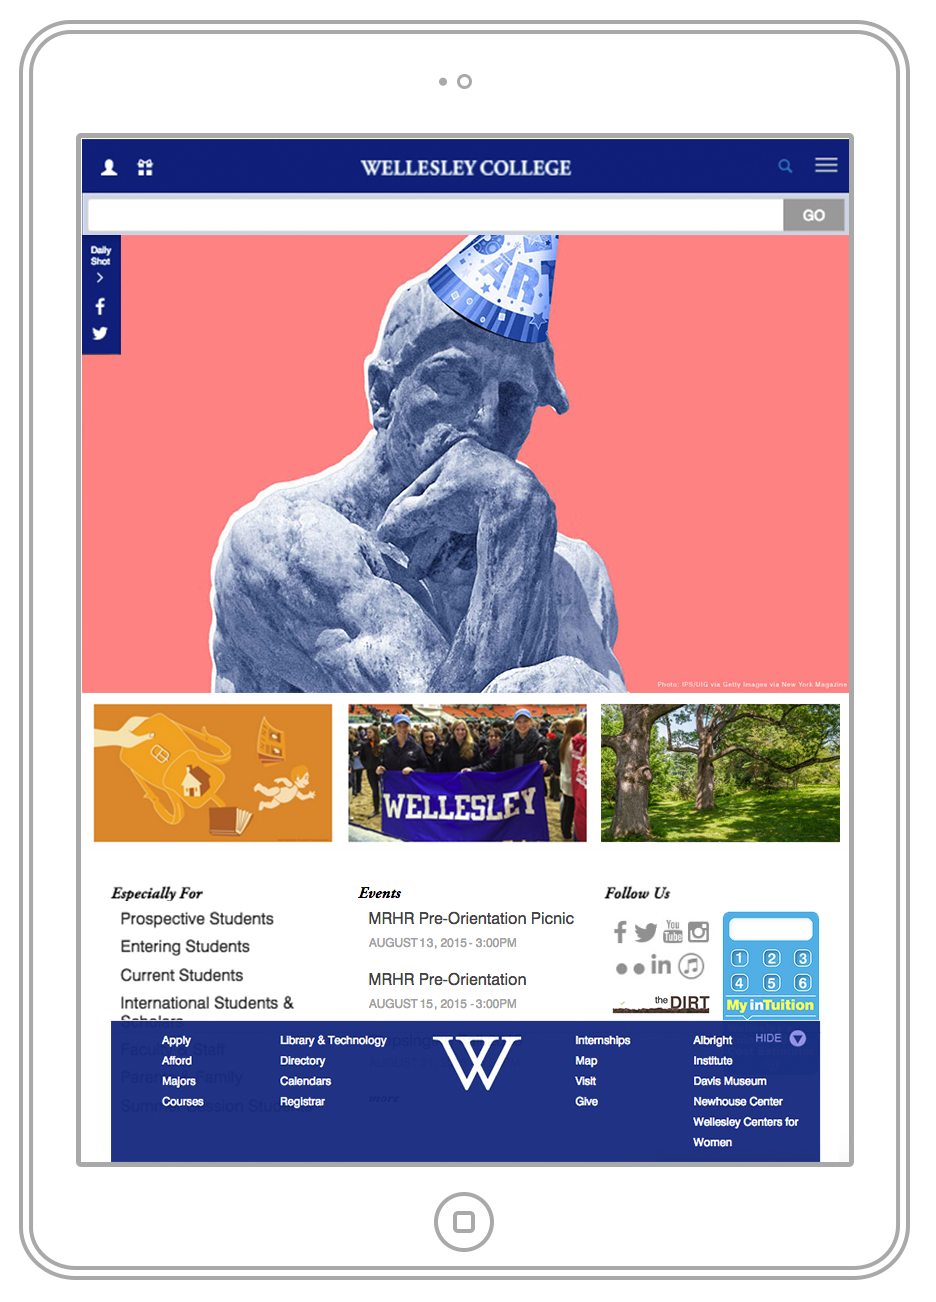 WELLESLEY COLLEGE
GO
Daily
Shot
AR
Photo: IPS/UIG via Getty Images via New York Magazine
WELLESLEY
Especially For
Prospective Students
Entering Students
Current Students
International Students &
Scholars
Events
MRHR Pre-Orientation Picnic
AUGUST 13, 2015 - 3:00PM
MRHR Pre-Orientation
AUGUST 15, 2015 - 3:00PM
more
Follow Us
You
Tube
in
the DIRT
1 2 3
4 5 6
My inTuition
Apply
Afford
Majors
Courses
Library & Technology
Directory
Calendars
Registrar
W
Internships
Map
Visit
Give
Albright
Institute
Davis Museum
Newhouse Center
Wellesley Centers for
Women
HIDE